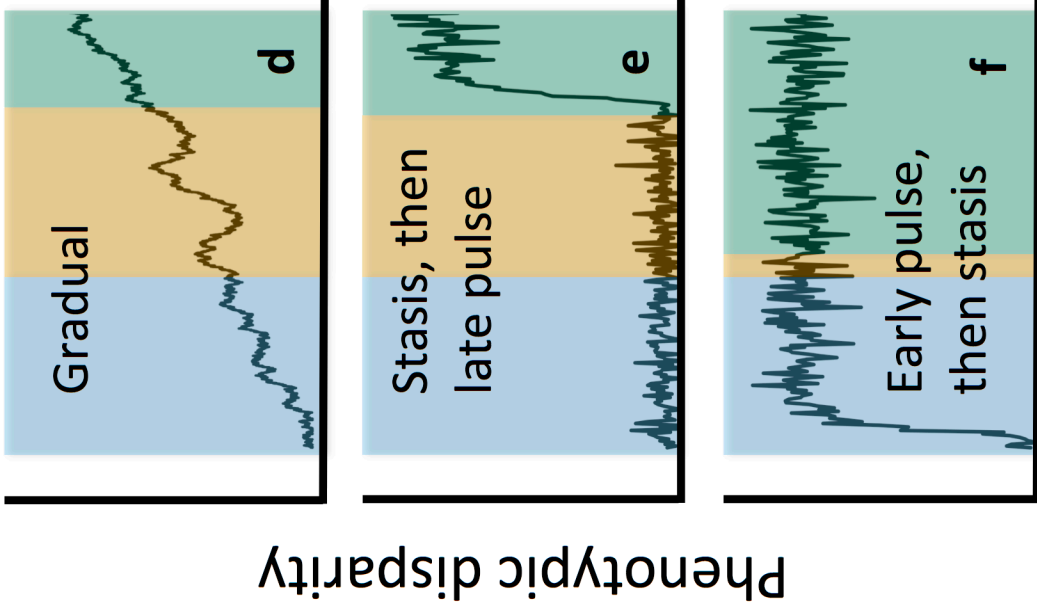 Gradual
d
Stasis, then
late pulse
e
Early pulse,
then stasis
f
Phenotypic disparity